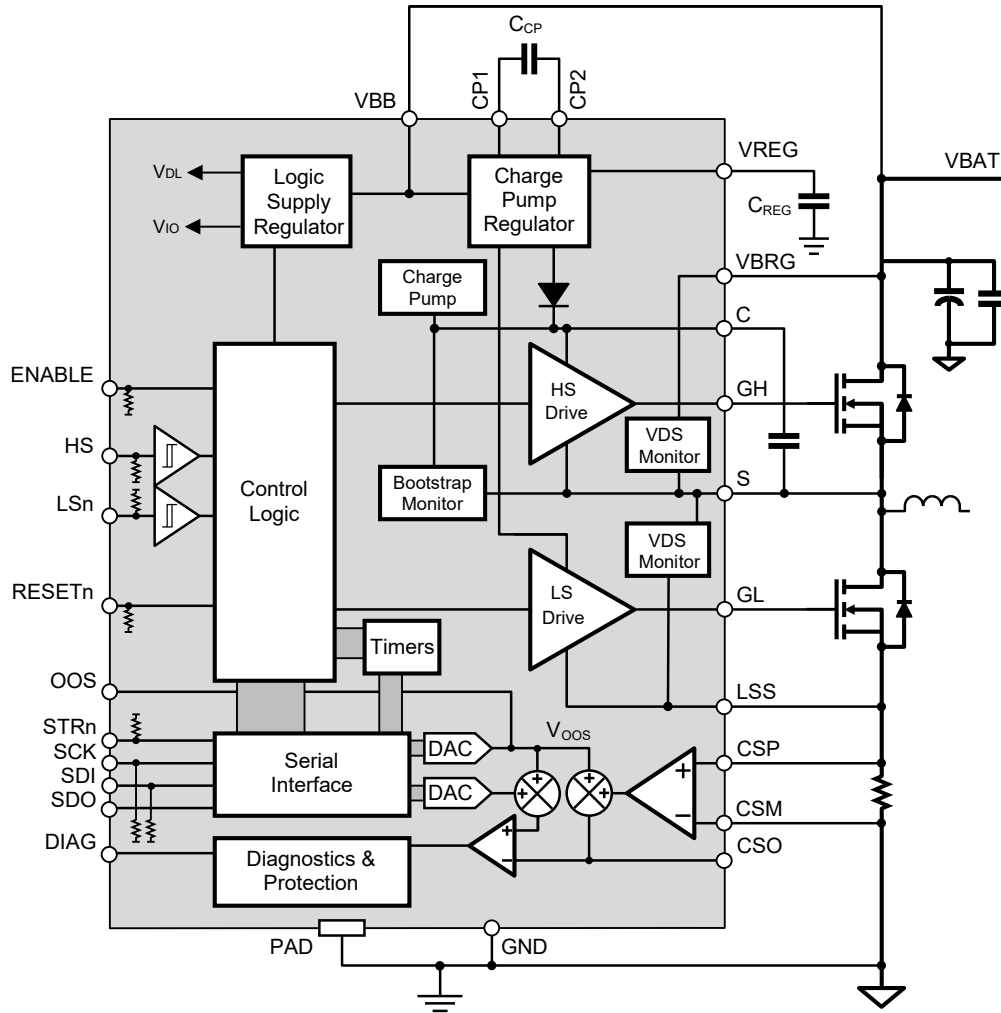 CCP
CP1
CP2
VBB
VREG
VBAT
VDL
VIO
Logic
Supply
Regulator
Charge
Pump
Regulator
CREG
Charge
Pump
VBRG
C
ENABLE
HS
Drive
GH
VDS
Monitor
HS
LSn
Control
Logic
Bootstrap
Monitor
S
VDS
Monitor
RESETn
LS
Drive
GL
Timers
OOS
LSS
STRn
SCK
SDI
SDO
Serial
Interface
DAC
DAC
VOOS
+
+
+
+
+
−
CSP
CSM
CSO
DIAG
Diagnostics &
Protection
+
−
PAD
GND